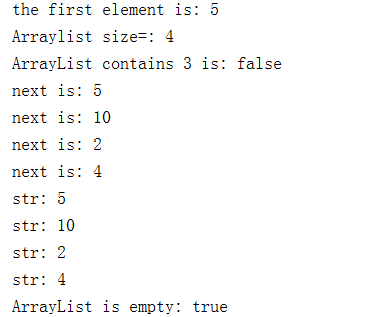 the first element is: 5
Arraylist size=: 4
ArrayList contains 3 is: false
next is: 5
next is: 10
next is: 2
next is: 4
str: 5
str: 10
str: 2
str: 4
ArrayList is empty: true